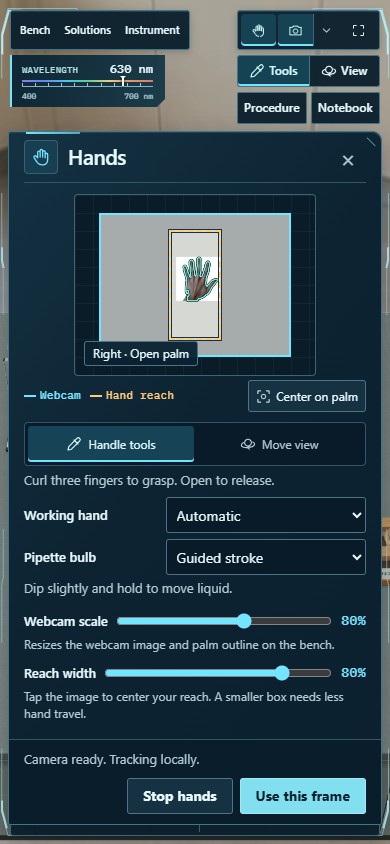 Bench Solutions Instrument
WAVELENGTH 630 nm
400 700 nm
Tools View
Procedure Notebook
Hands
Right · Open palm
Webcam Hand reach
Center on palm
Handle tools Move view
Curl three fingers to grasp. Open to release.
Working hand Automatic
Pipette bulb Guided stroke
Dip slightly and hold to move liquid.
Webcam scale 80%
Resizes the webcam image and palm outline on the bench.
Reach width 80%
Tap the image to center your reach. A smaller box needs less
hand travel.
Camera ready. Tracking locally.
Stop hands Use this frame